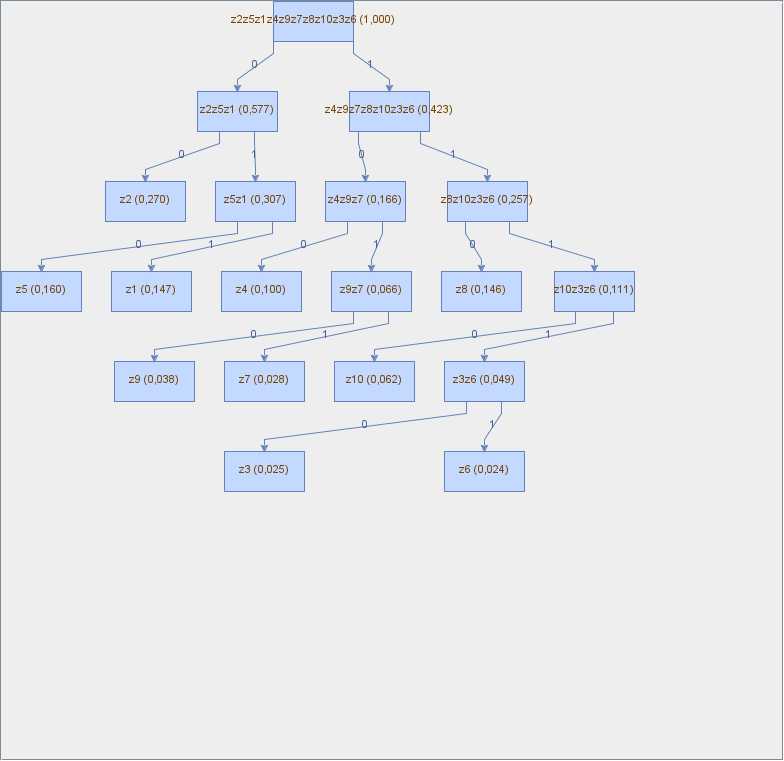 z2z5z1z4z9z7z8z10z3z6 (1,000)
0 1
z2z5z1 (0,577) z4z9z7z8z10z3z6 (0,423)
0 1 0 1
z2 (0,270) z5z1 (0,307) z4z9z7 (0,166) z8z10z3z6 (0,257)
0 1 0 1 0 1
z5 (0,160) z1 (0,147) z4 (0,100) z9z7 (0,066) z8 (0,146) z10z3z6 (0,111)
0 1 0 1
z9 (0,038) z7 (0,028) z10 (0,062) z3z6 (0,049)
0 1
z3 (0,025) z6 (0,024)